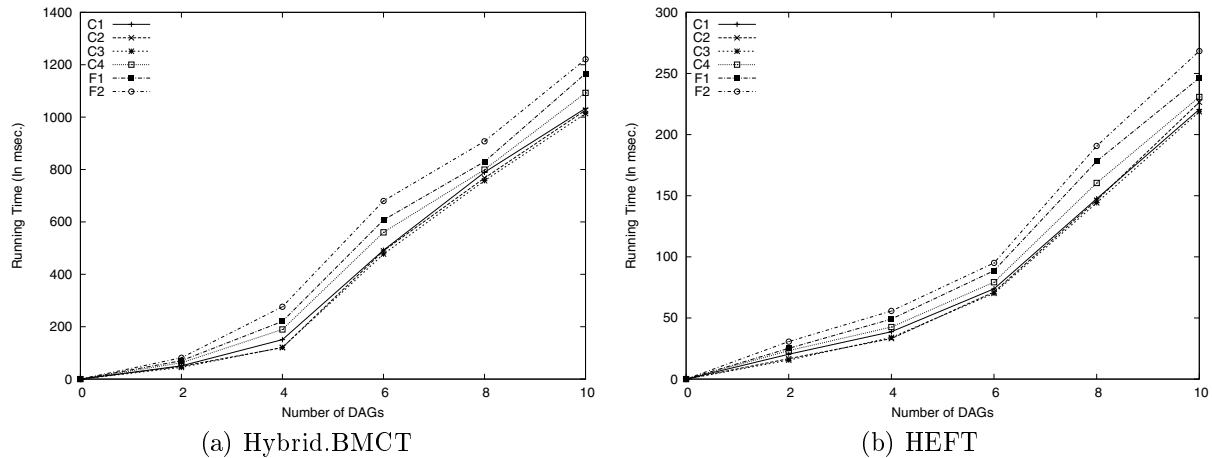 1400
1200
1000
800
600
400
200
0
Running Time (In msec.)
C1
C2
C3
C4
F1
F2
0 2 4 6 8 10
Number of DAGs
(a) Hybrid.BMCT
300
250
200
150
100
50
0
Running Time (In msec.)
C1
C2
C3
C4
F1
F2
0 2 4 6 8 10
Number of DAGs
(b) HEFT